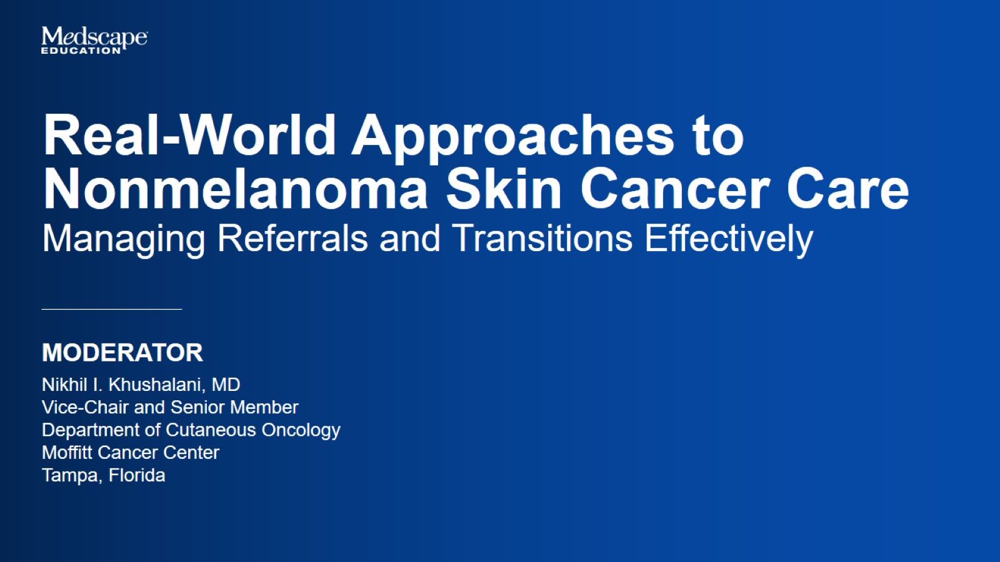 Medscape
EDUCATION
Real-World Approaches to
Nonmelanoma Skin Cancer Care
Managing Referrals and Transitions Effectively
MODERATOR
Nikhil I. Khushalani, MD
Vice-Chair and Senior Member
Department of Cutaneous Oncology
Moffitt Cancer Center
Tampa, Florida